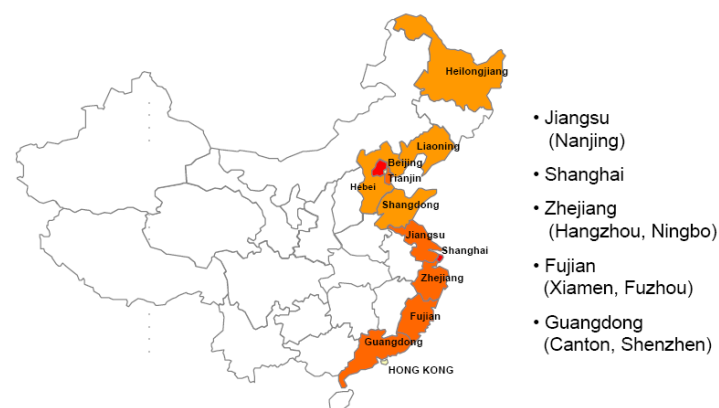 Heilongjiang
Liaoning
Beijing
Tianjin
Hebei
Shangdong
Jiangsu
Shanghai
Zhejiang
Fujian
Guangdong
HONG KONG
• Jiangsu
(Nanjing)
• Shanghai
• Zhejiang
(Hangzhou, Ningbo)
• Fujian
(Xiamen, Fuzhou)
• Guangdong
(Canton, Shenzhen)